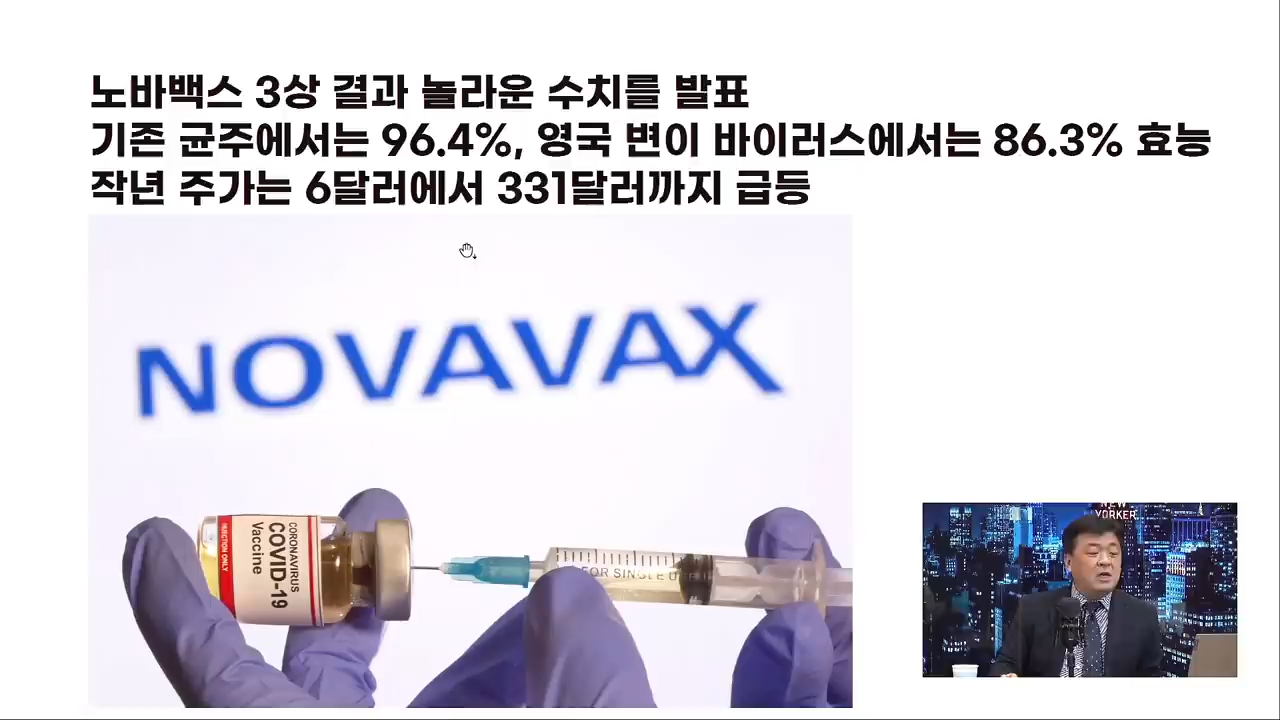 노바백스 3상 결과 놀라운 수치를 발표
기존 균주에서는 96.4%, 영국 변이 바이러스에서는 86.3% 효능
작년 주가는 6달러에서 331달러까지 급등
NOVAVAX
CORONAVIRUS
COVID-19
Vaccine
INJECTION ONLY
FOR SINGLE USE
NEW
YORKER